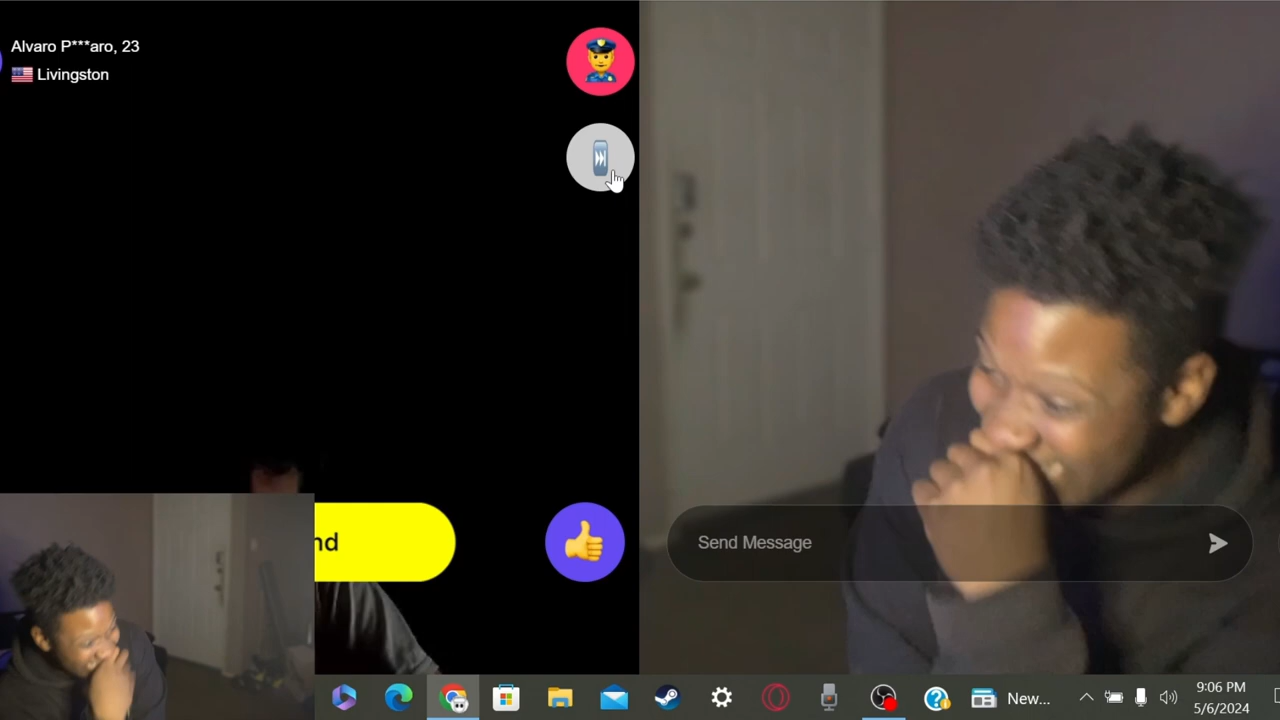 Alvaro P***aro, 23
Livingston
nd
Send Message
New...
9:06 PM
5/6/2024